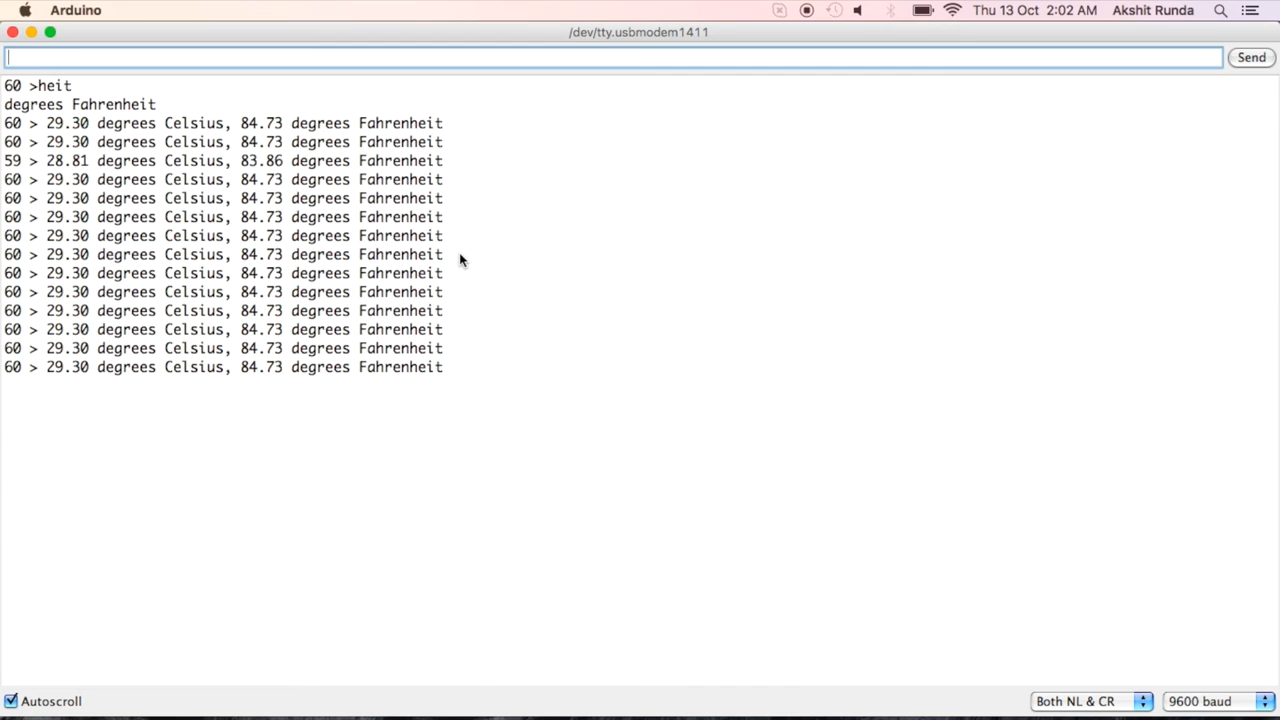 Arduino Thu 13 Oct 2:02 AM Akshit Runda
/dev/tty.usbmodem1411
Send
60 >heit
degrees Fahrenheit
60 > 29.30 degrees Celsius, 84.73 degrees Fahrenheit
60 > 29.30 degrees Celsius, 84.73 degrees Fahrenheit
59 > 28.81 degrees Celsius, 83.86 degrees Fahrenheit
60 > 29.30 degrees Celsius, 84.73 degrees Fahrenheit
60 > 29.30 degrees Celsius, 84.73 degrees Fahrenheit
60 > 29.30 degrees Celsius, 84.73 degrees Fahrenheit
60 > 29.30 degrees Celsius, 84.73 degrees Fahrenheit
60 > 29.30 degrees Celsius, 84.73 degrees Fahrenheit
60 > 29.30 degrees Celsius, 84.73 degrees Fahrenheit
60 > 29.30 degrees Celsius, 84.73 degrees Fahrenheit
60 > 29.30 degrees Celsius, 84.73 degrees Fahrenheit
60 > 29.30 degrees Celsius, 84.73 degrees Fahrenheit
60 > 29.30 degrees Celsius, 84.73 degrees Fahrenheit
60 > 29.30 degrees Celsius, 84.73 degrees Fahrenheit
Autoscroll Both NL & CR 9600 baud